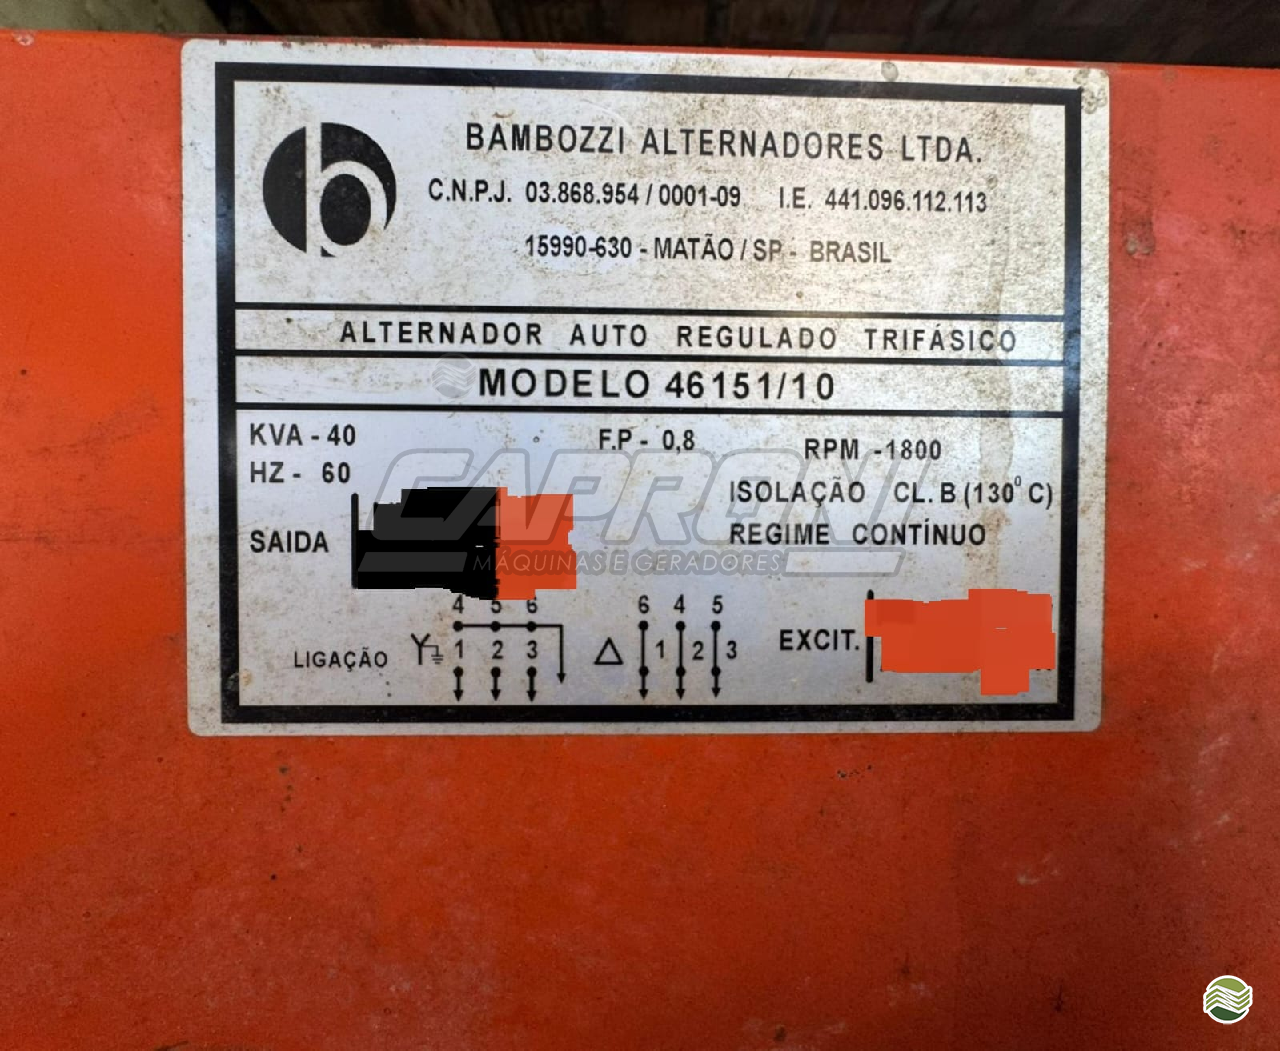 BAMBOZZI ALTERNADORES LTDA.
C.N.P.J. 03.868.954 / 0001-09 I.E. 441.096.112.113
15990-630 - MATÃO / SP - BRASIL
ALTERNADOR AUTO REGULADO TRIFÁSICO
MODELO 46151/10
KVA - 40 F.P - 0,8 RPM -1800
HZ - 60 ISOLAÇÃO CL. B (130° C)
CAPRONI
SAIDA REGIME CONTÍNUO
MÁQUINAS E GERADORES
4 5 6 6 4 5
LIGAÇÃO 1 2 3 1 2 3 EXCIT.